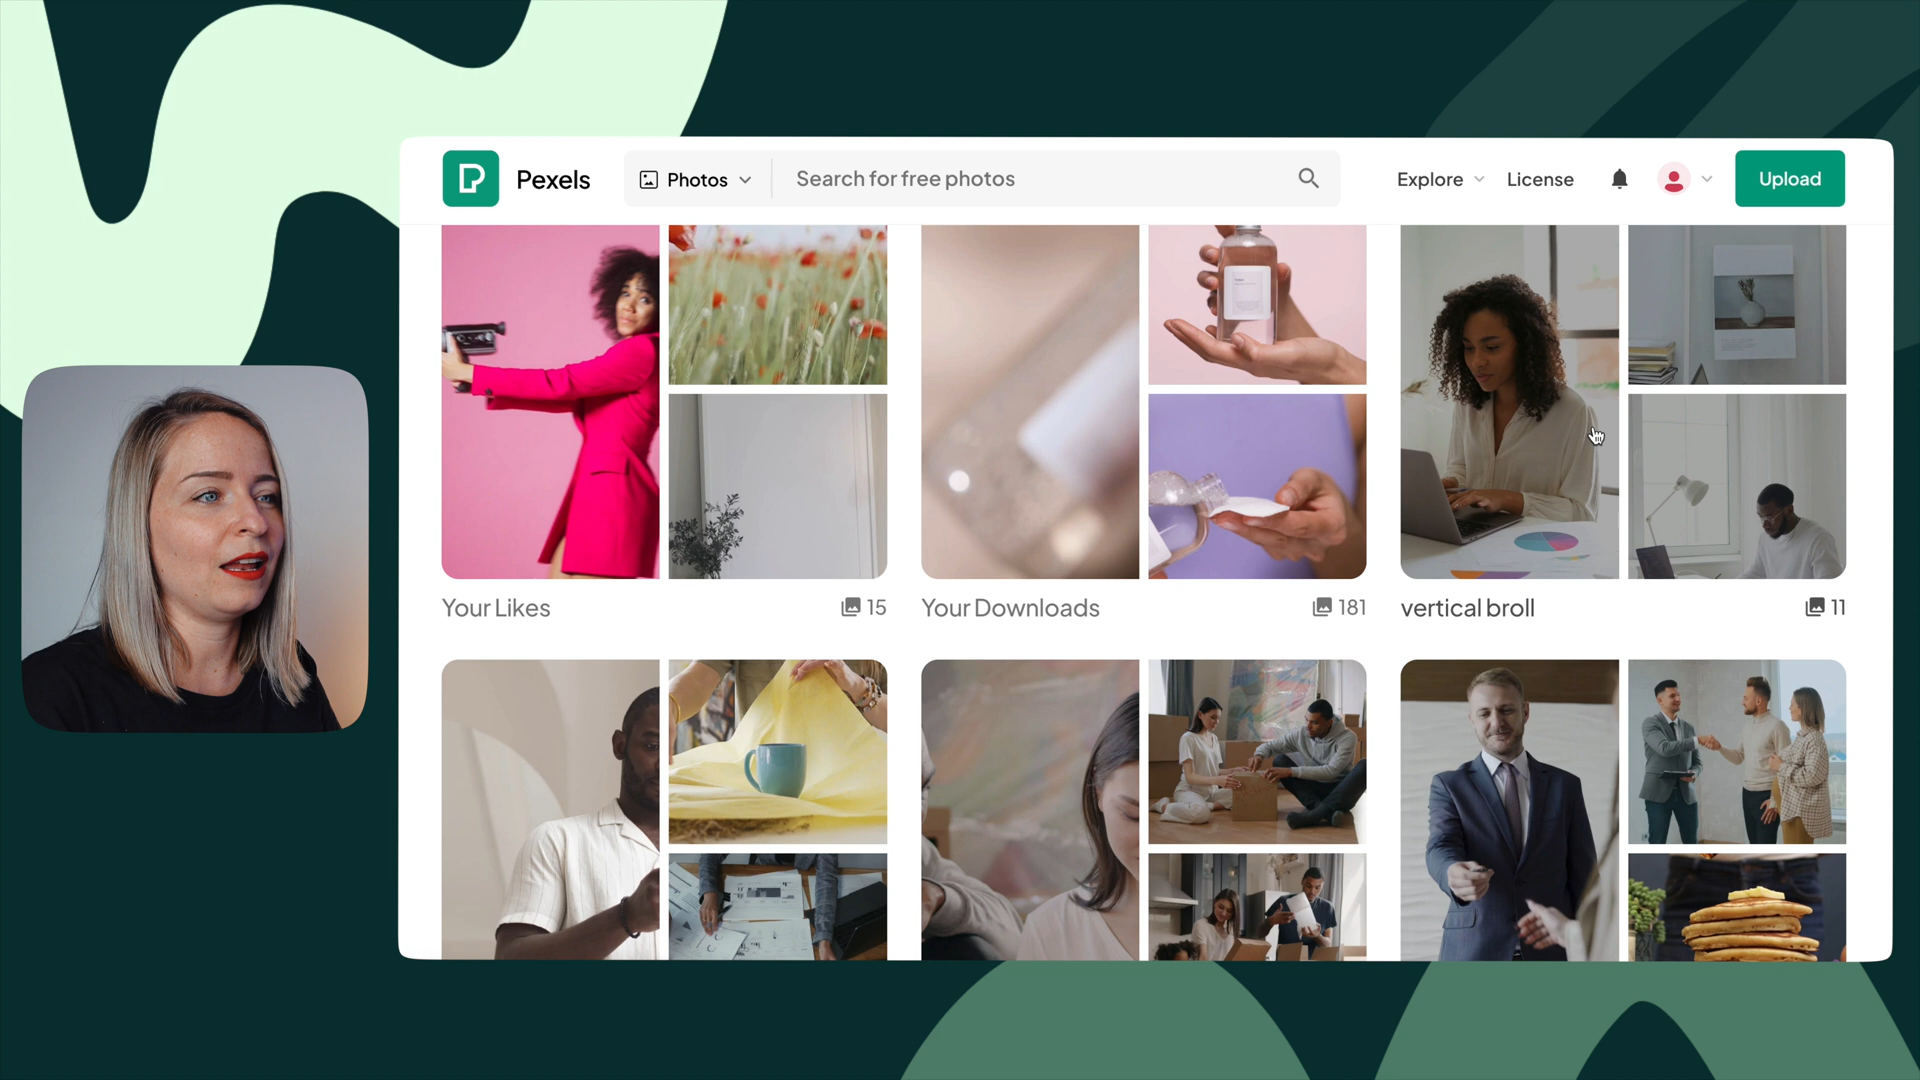 Pexels
Photos
Search for free photos
Explore
License
Upload
Your Likes
15
Your Downloads
181
vertical broll
11